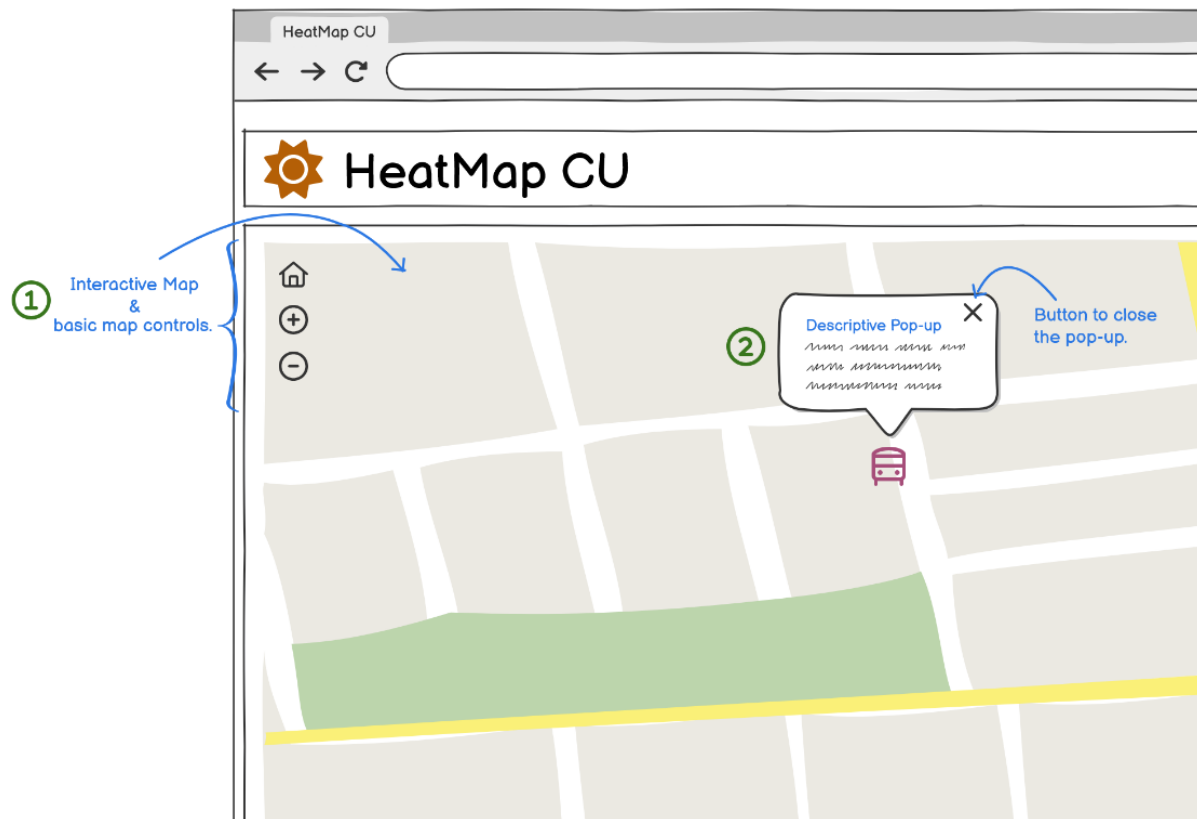 HeatMap CU
HeatMap CU
1
Interactive Map
&
basic map controls.
2
Descriptive Pop-up
Button to close
the pop-up.